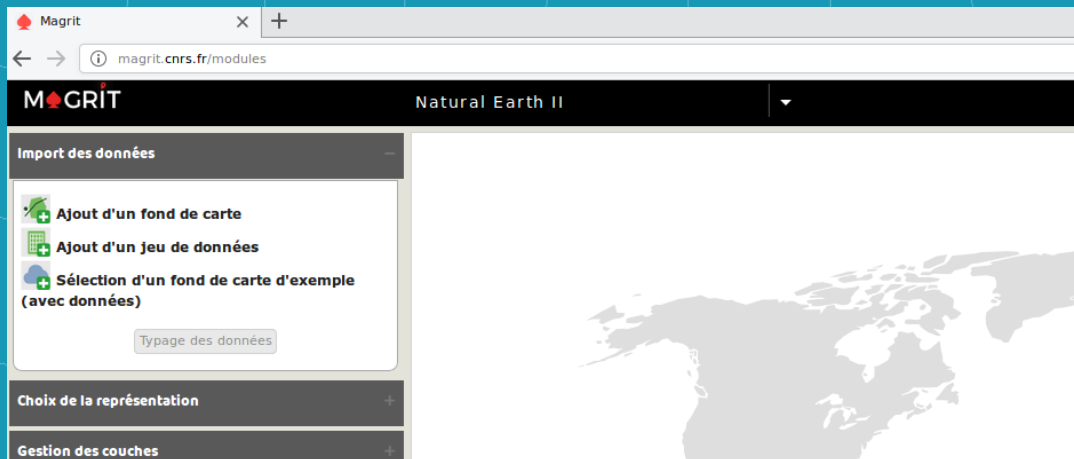 Magrit
magrit.cnrs.fr/modules
MAGRIT
Natural Earth II
Import des données
Ajout d'un fond de carte
Ajout d'un jeu de données
Sélection d'un fond de carte d'exemple
(avec données)
Typage des données
Choix de la représentation
Gestion des couches